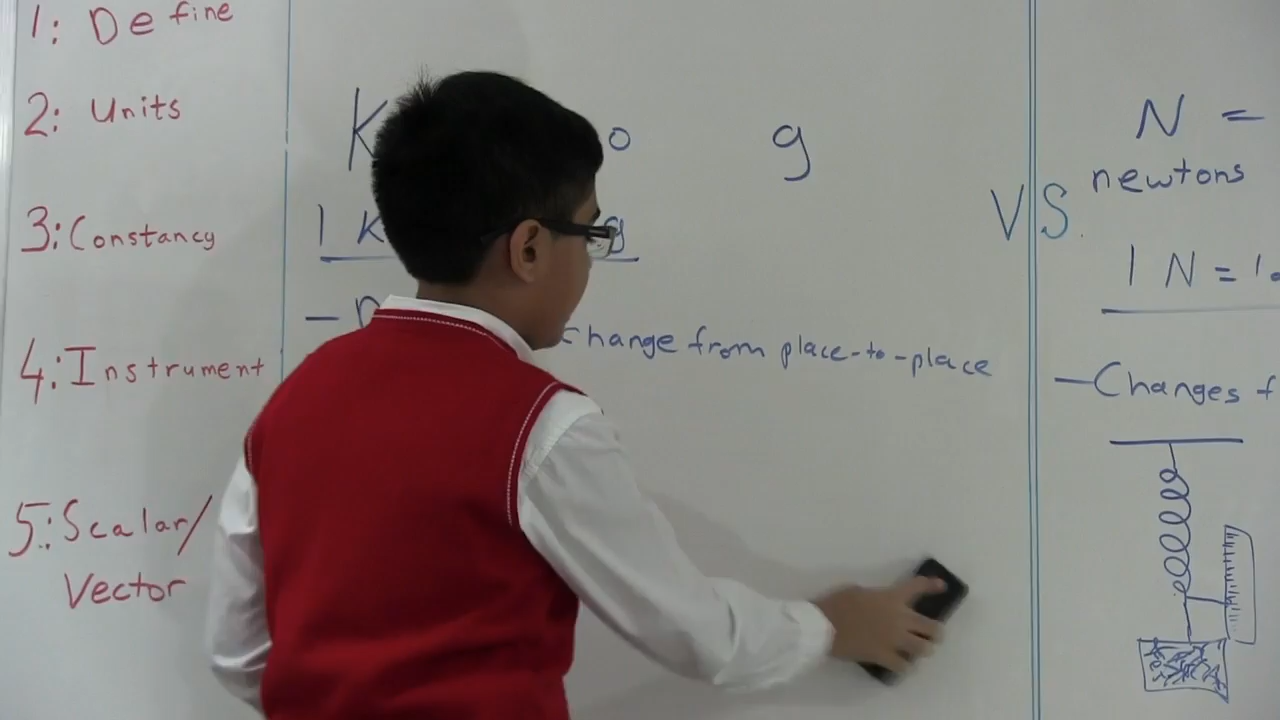 1: Define
2: Units
3: Constancy
4: Instrument
5: Scalar/
Vector
K o g
1 K g
change from place-to-place
VS.
N =
newtons
1 N =
- Changes